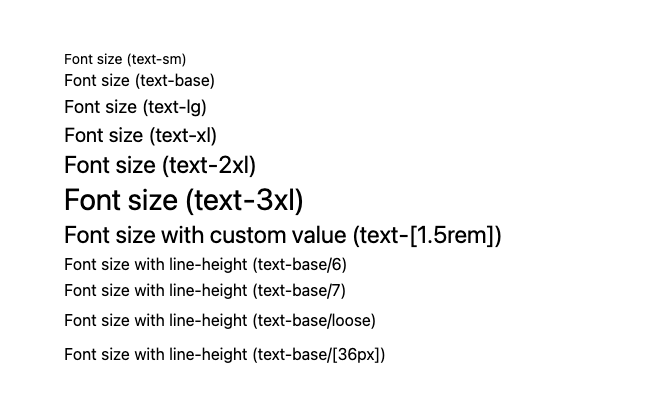 Font size (text-sm)
Font size (text-base)
Font size (text-lg)
Font size (text-xl)
Font size (text-2xl)
Font size (text-3xl)
Font size with custom value (text-[1.5rem])
Font size with line-height (text-base/6)
Font size with line-height (text-base/7)
Font size with line-height (text-base/loose)
Font size with line-height (text-base/[36px])